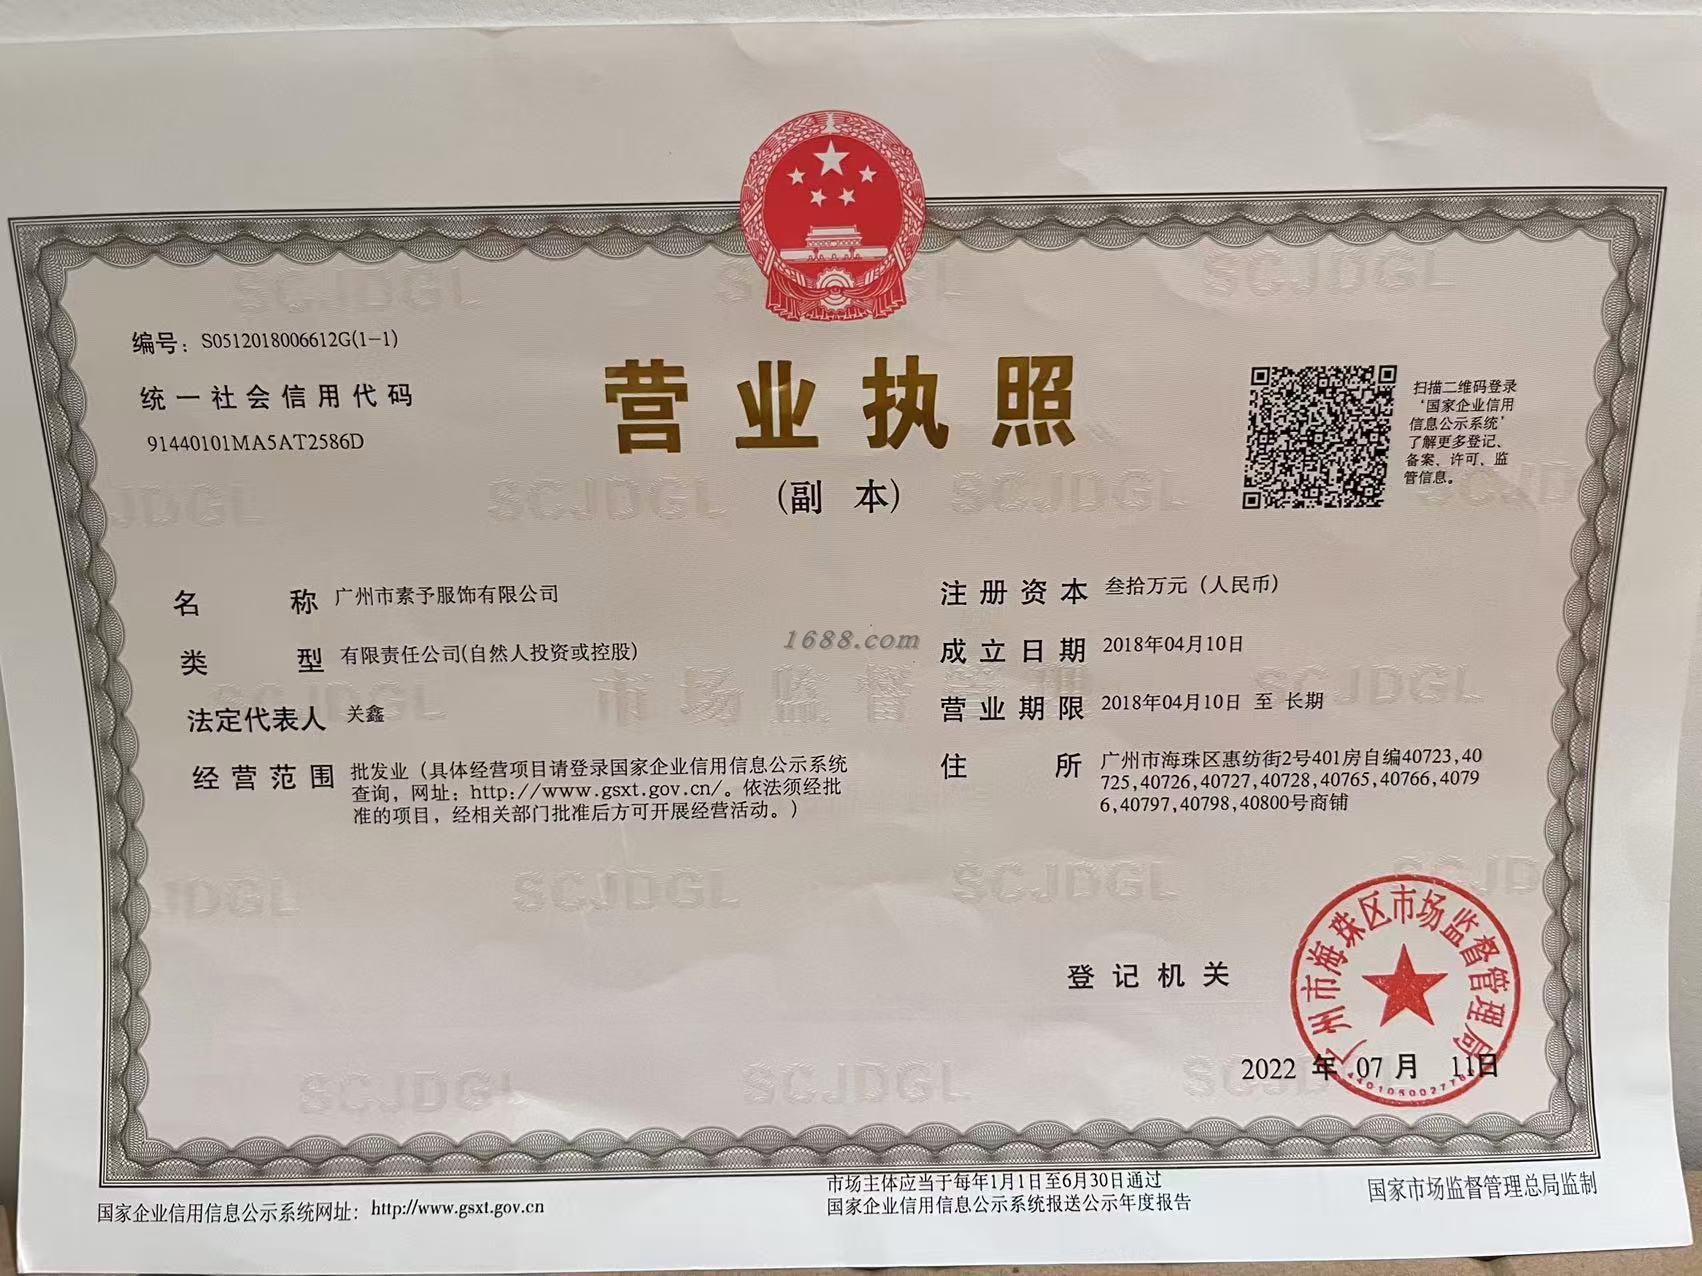 编号：S0512018006612G(1-1)
统一社会信用代码
91440101MA5AT2586D
营业执照
(副 本)
扫描二维码登录
‘国家企业信用
信息公示系统’
了解更多登记、
备案、许可、监
管信息。
名 称 广州市素予服饰有限公司
类 型 有限责任公司(自然人投资或控股)
法定代表人 关鑫
经营范围 批发业（具体经营项目请登录国家企业信用信息公示系统
查询，网址：http://www.gsxt.gov.cn/。依法须经批
准的项目，经相关部门批准后方可开展经营活动。）
1688.com
注册资本 叁拾万元（人民币）
成立日期 2018年04月10日
营业期限 2018年04月10日 至 长期
住 所 广州市海珠区惠纺街2号401房自编40723,40
725,40726,40727,40728,40765,40766,4079
6,40797,40798,40800号商铺
SCJDGL
市场监督管理
登记机关
广州市海珠区市场监督管理局
2022 年 07 月 11日
国家企业信用信息公示系统网址：http://www.gsxt.gov.cn
市场主体应当于每年1月1日至6月30日通过
国家企业信用信息公示系统报送公示年度报告
国家市场监督管理总局监制